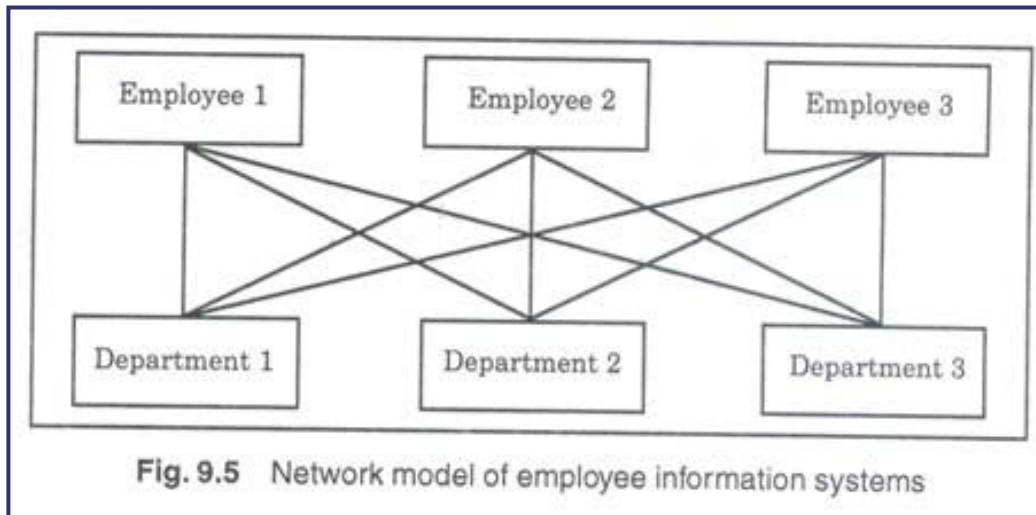 Employee 1
Employee 2
Employee 3
Department 1
Department 2
Department 3
Fig. 9.5 Network model of employee information systems